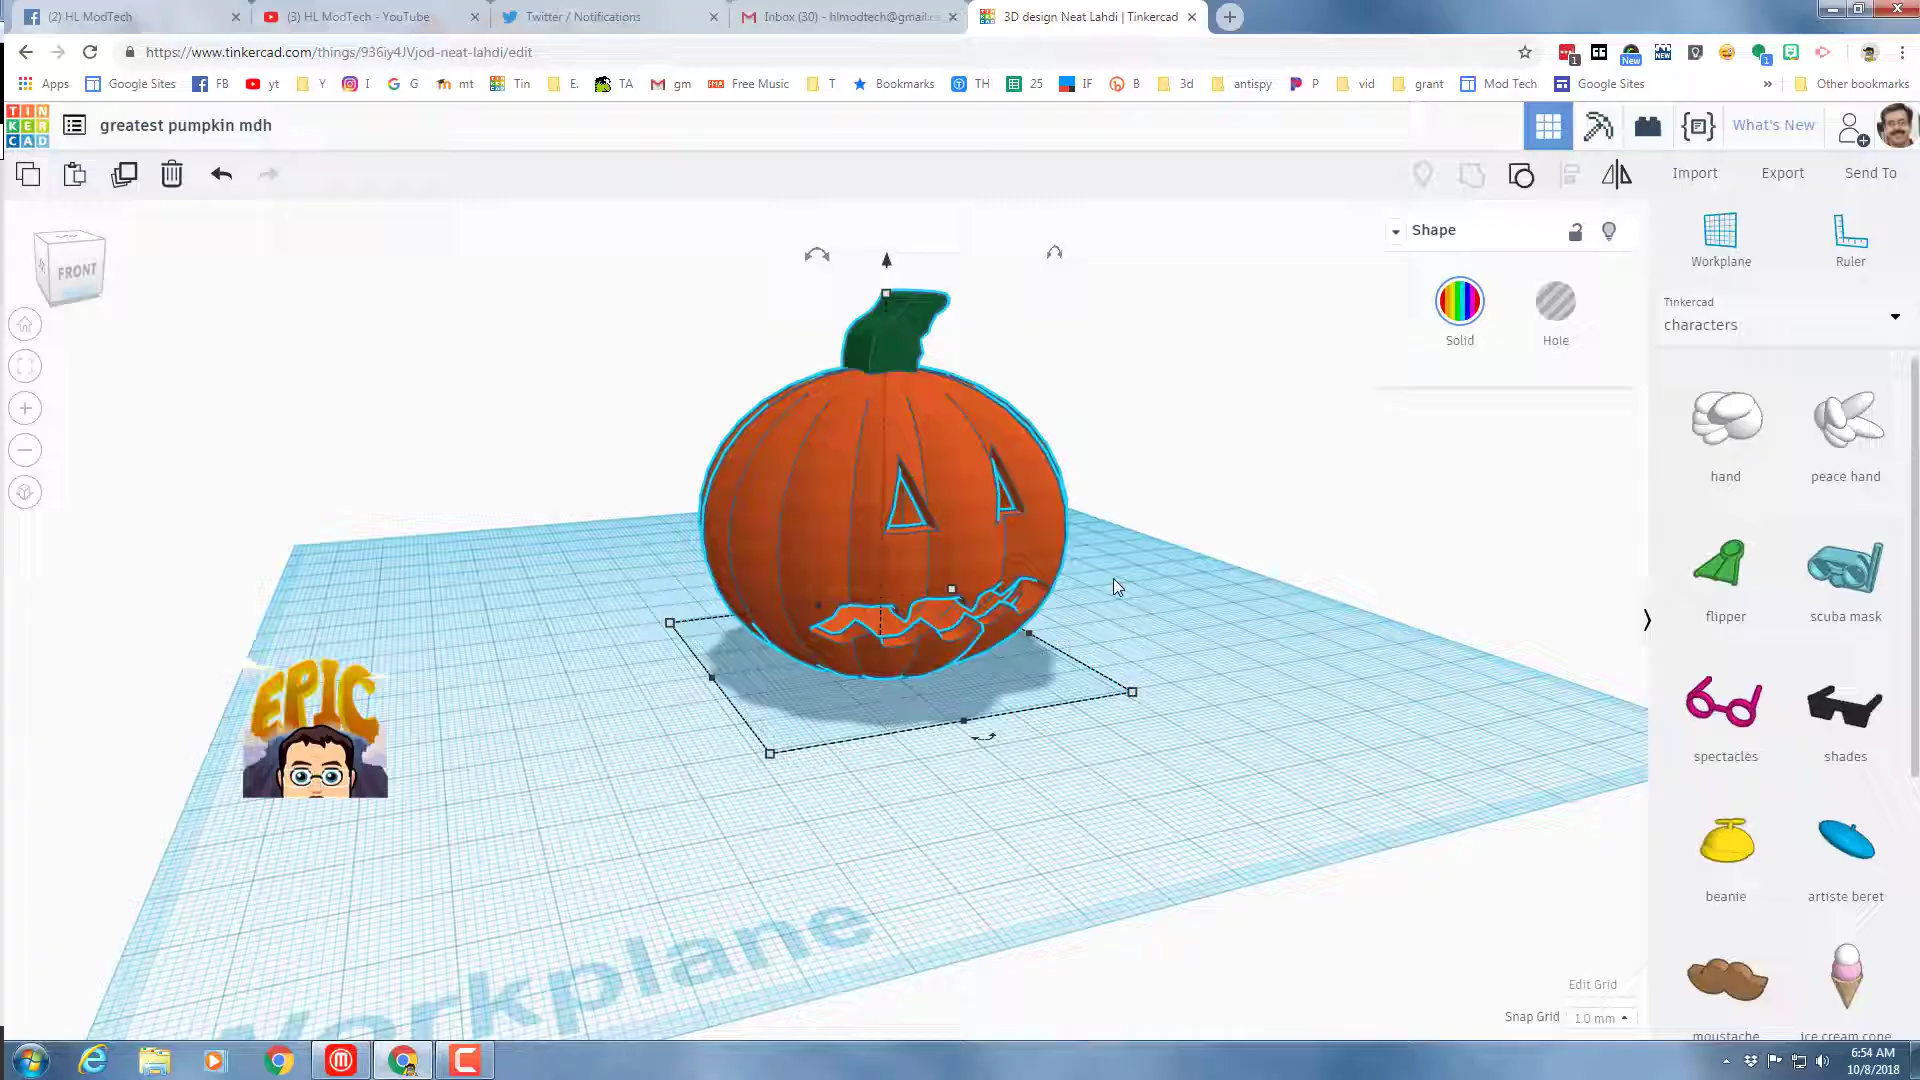 (2) HL ModTech
(3) HL ModTech - YouTube
Twitter / Notifications
Inbox (30) - hlmodtech@gmail.c
3D design Neat Lahdi | Tinkercad
https://www.tinkercad.com/things/936iy4JVjod-neat-lahdi/edit
Apps
Google Sites
FB
yt
Y
I
G
mt
Tin
E.
TA
gm
Free Music
T
Bookmarks
TH
25
IF
B
3d
antispy
P
vid
grant
Mod Tech
Google Sites
»
Other bookmarks
TIN
KER
CAD
greatest pumpkin mdh
What's New
Import
Export
Send To
FRONT
Shape
Solid
Hole
Workplane
Ruler
Tinkercad
characters
hand
peace hand
flipper
scuba mask
spectacles
shades
beanie
artiste beret
moustache
ice cream cone
EPIC
Workplane
Edit Grid
Snap Grid 1.0 mm
6:54 AM
10/8/2018